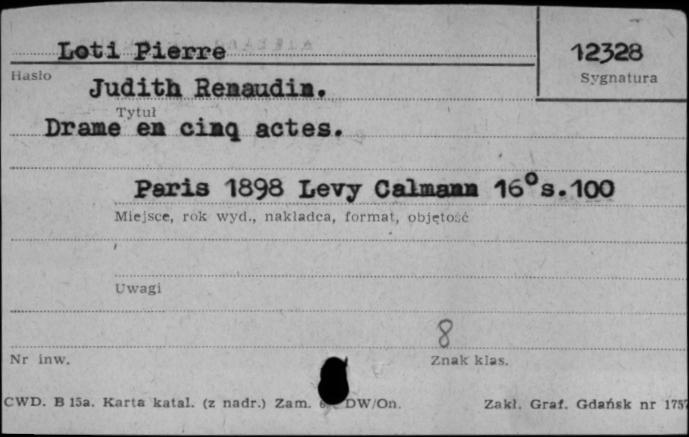 Loti Pierre
12328
Hasło
Sygnatura
Judith Renaudin.
Tytuł
Drame en cinq actes.
Paris 1898 Levy Calmann 16⁰s.100
Miejsce, rok wyd., nakładca, format, objętość
Uwagi
8
Nr inw.
Znak klas.
CWD. B 15a. Karta katal. (z nadr.) Zam. DW/On.
Zakł. Graf. Gdańsk nr 1757